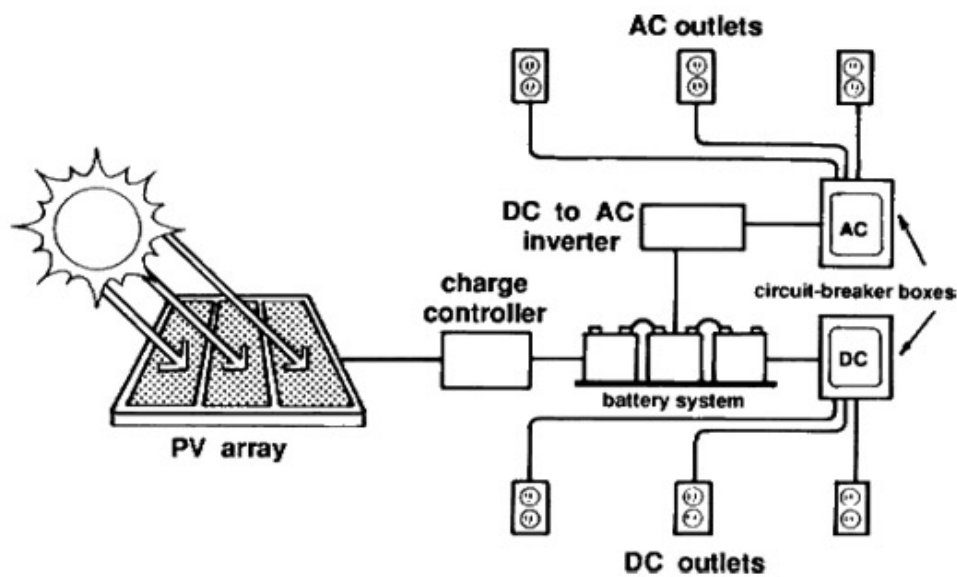 AC outlets
DC to AC
inverter
AC
charge
controller
circuit-breaker boxes
DC
battery system
PV array
DC outlets